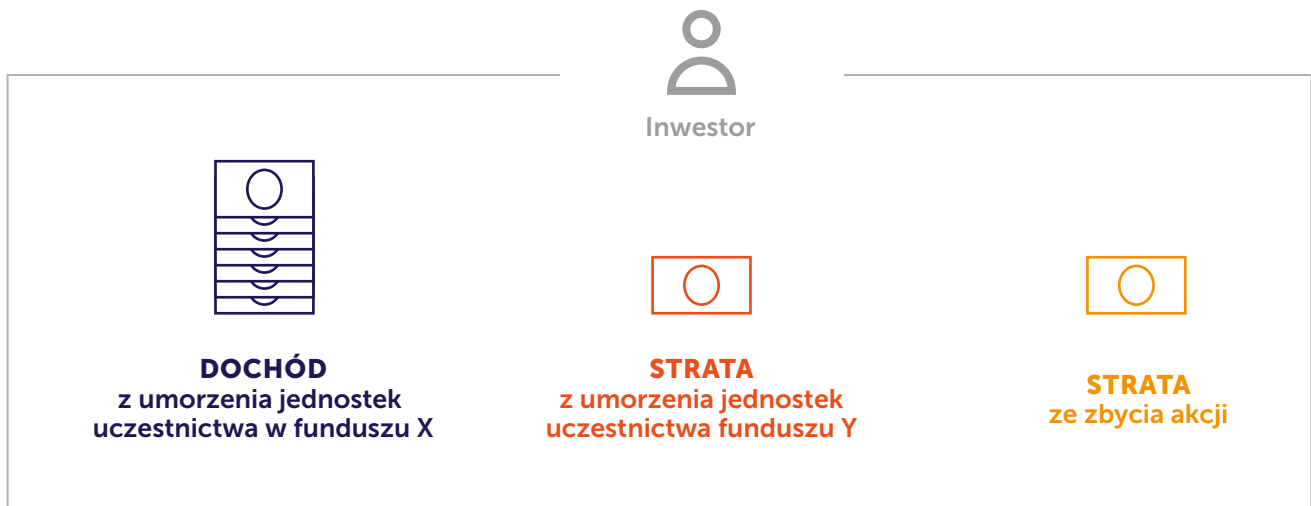 Inwestor
DOCHÓD
z umorzenia jednostek
uczestnictwa w funduszu X
STRATA
z umorzenia jednostek
uczestnictwa funduszu Y
STRATA
ze zbycia akcji